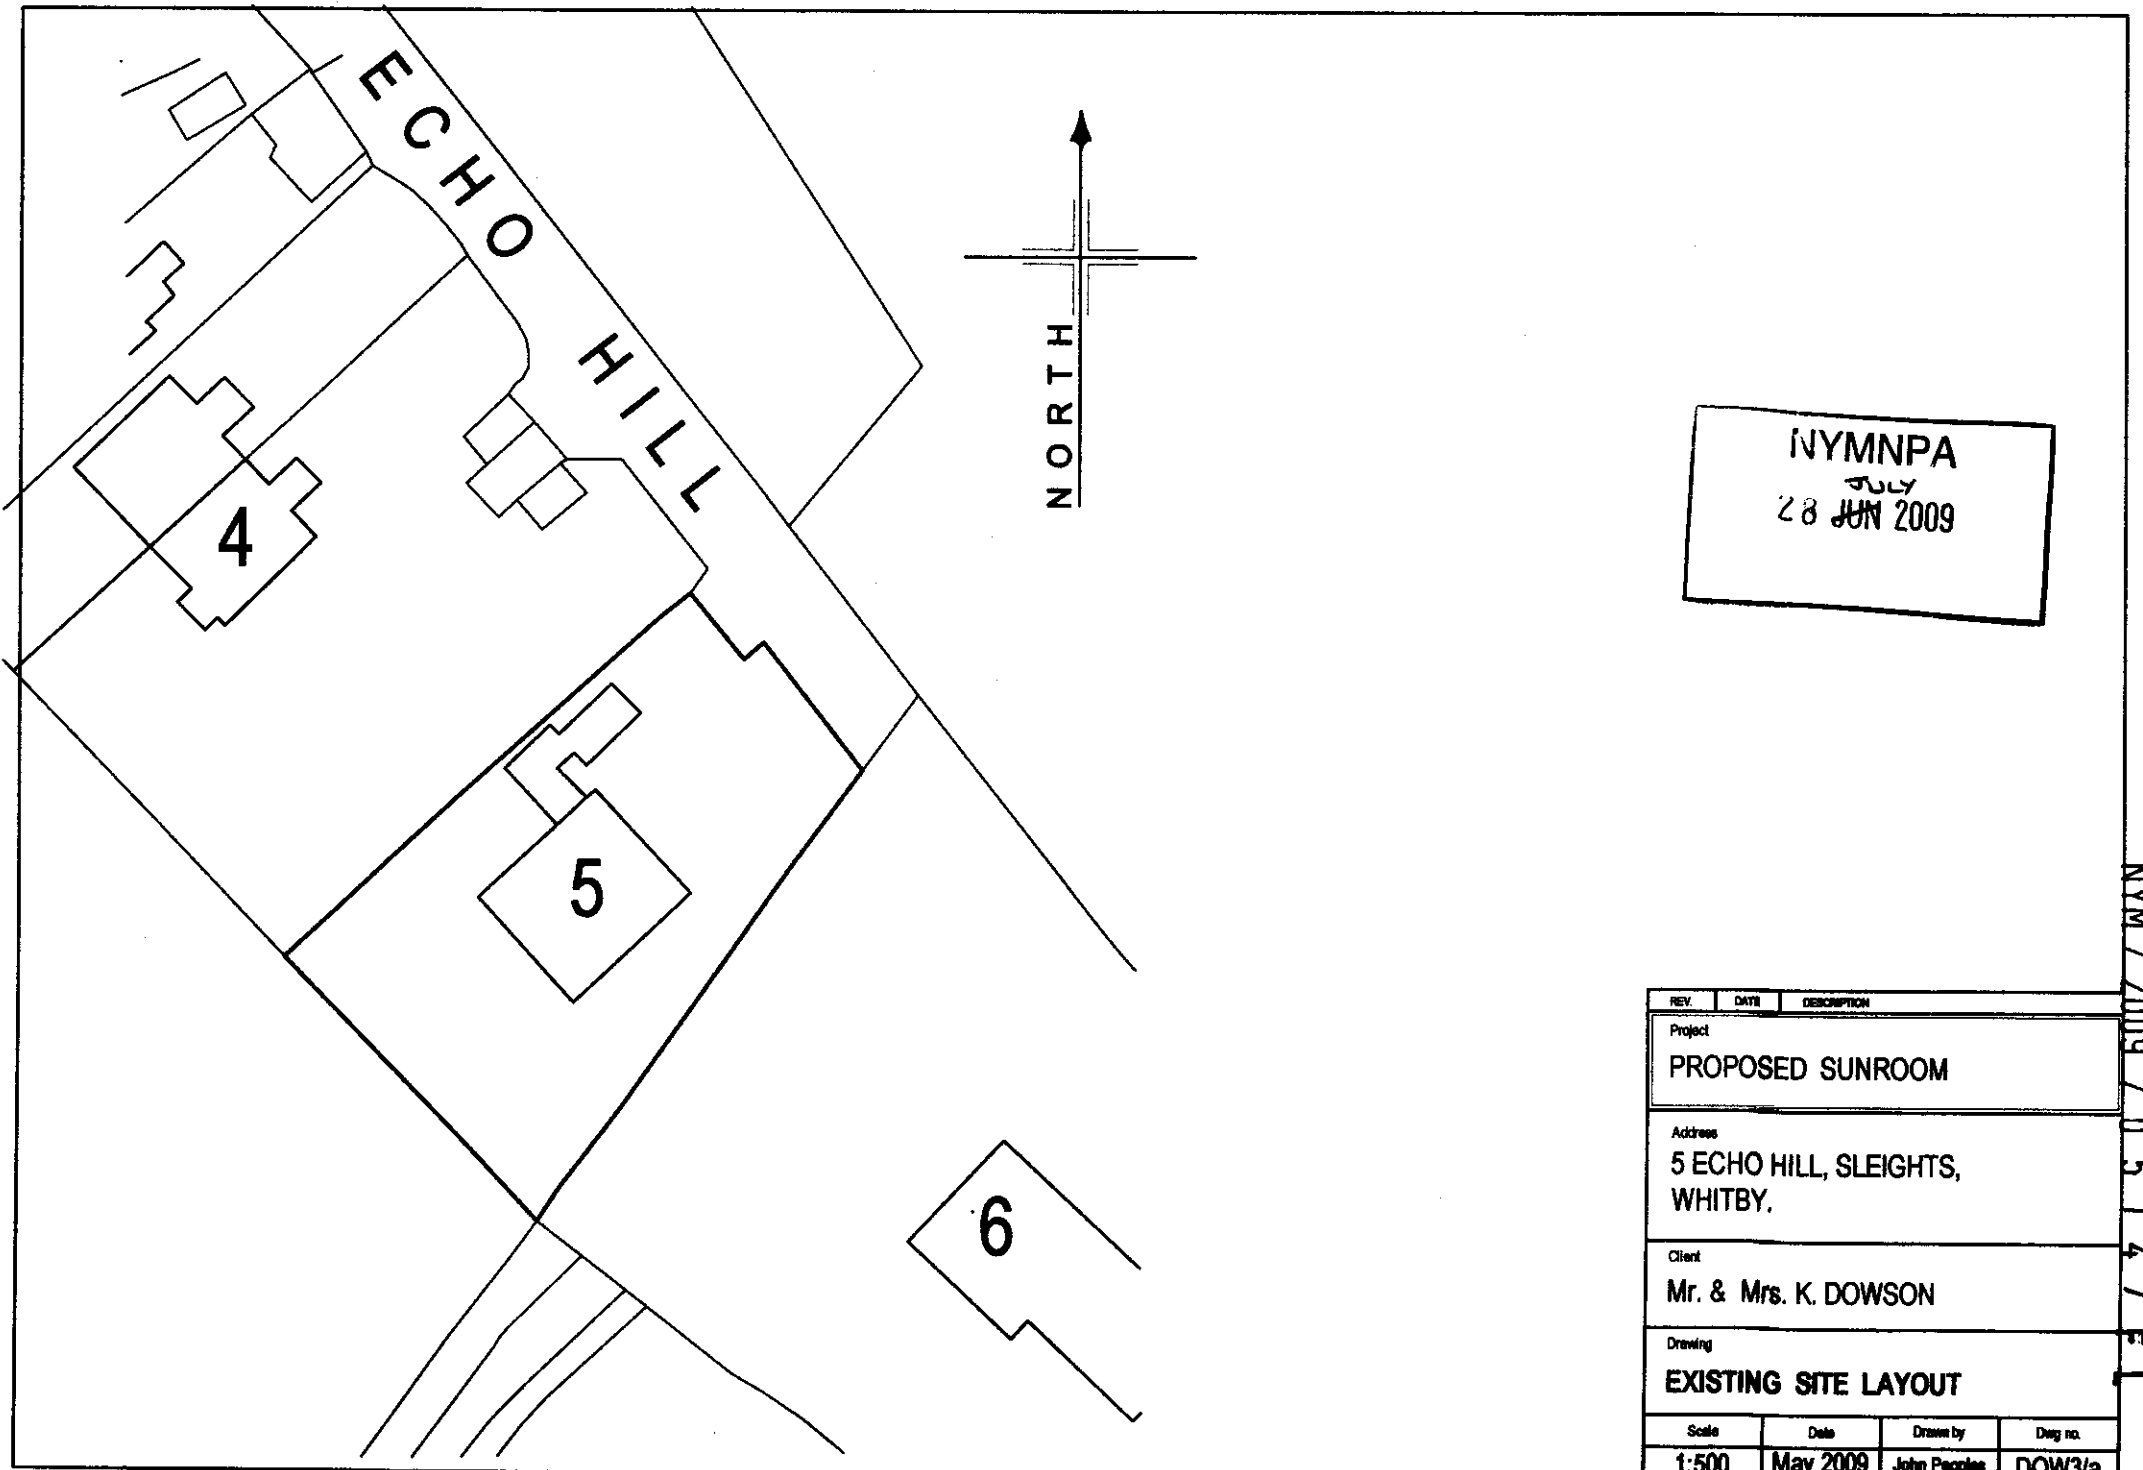 ECHO HILL
NORTH
4
5
6
NYMNPA
JULY
28 JUN 2009
REV. DATE DESCRIPTION
Project
PROPOSED SUNROOM
Address
5 ECHO HILL, SLEIGHTS,
WHITBY.
Client
Mr. & Mrs. K. DOWSON
Drawing
EXISTING SITE LAYOUT
Scale Date Drawn by Dwg no.
1:500 May 2009 John Peoples DOW3/a